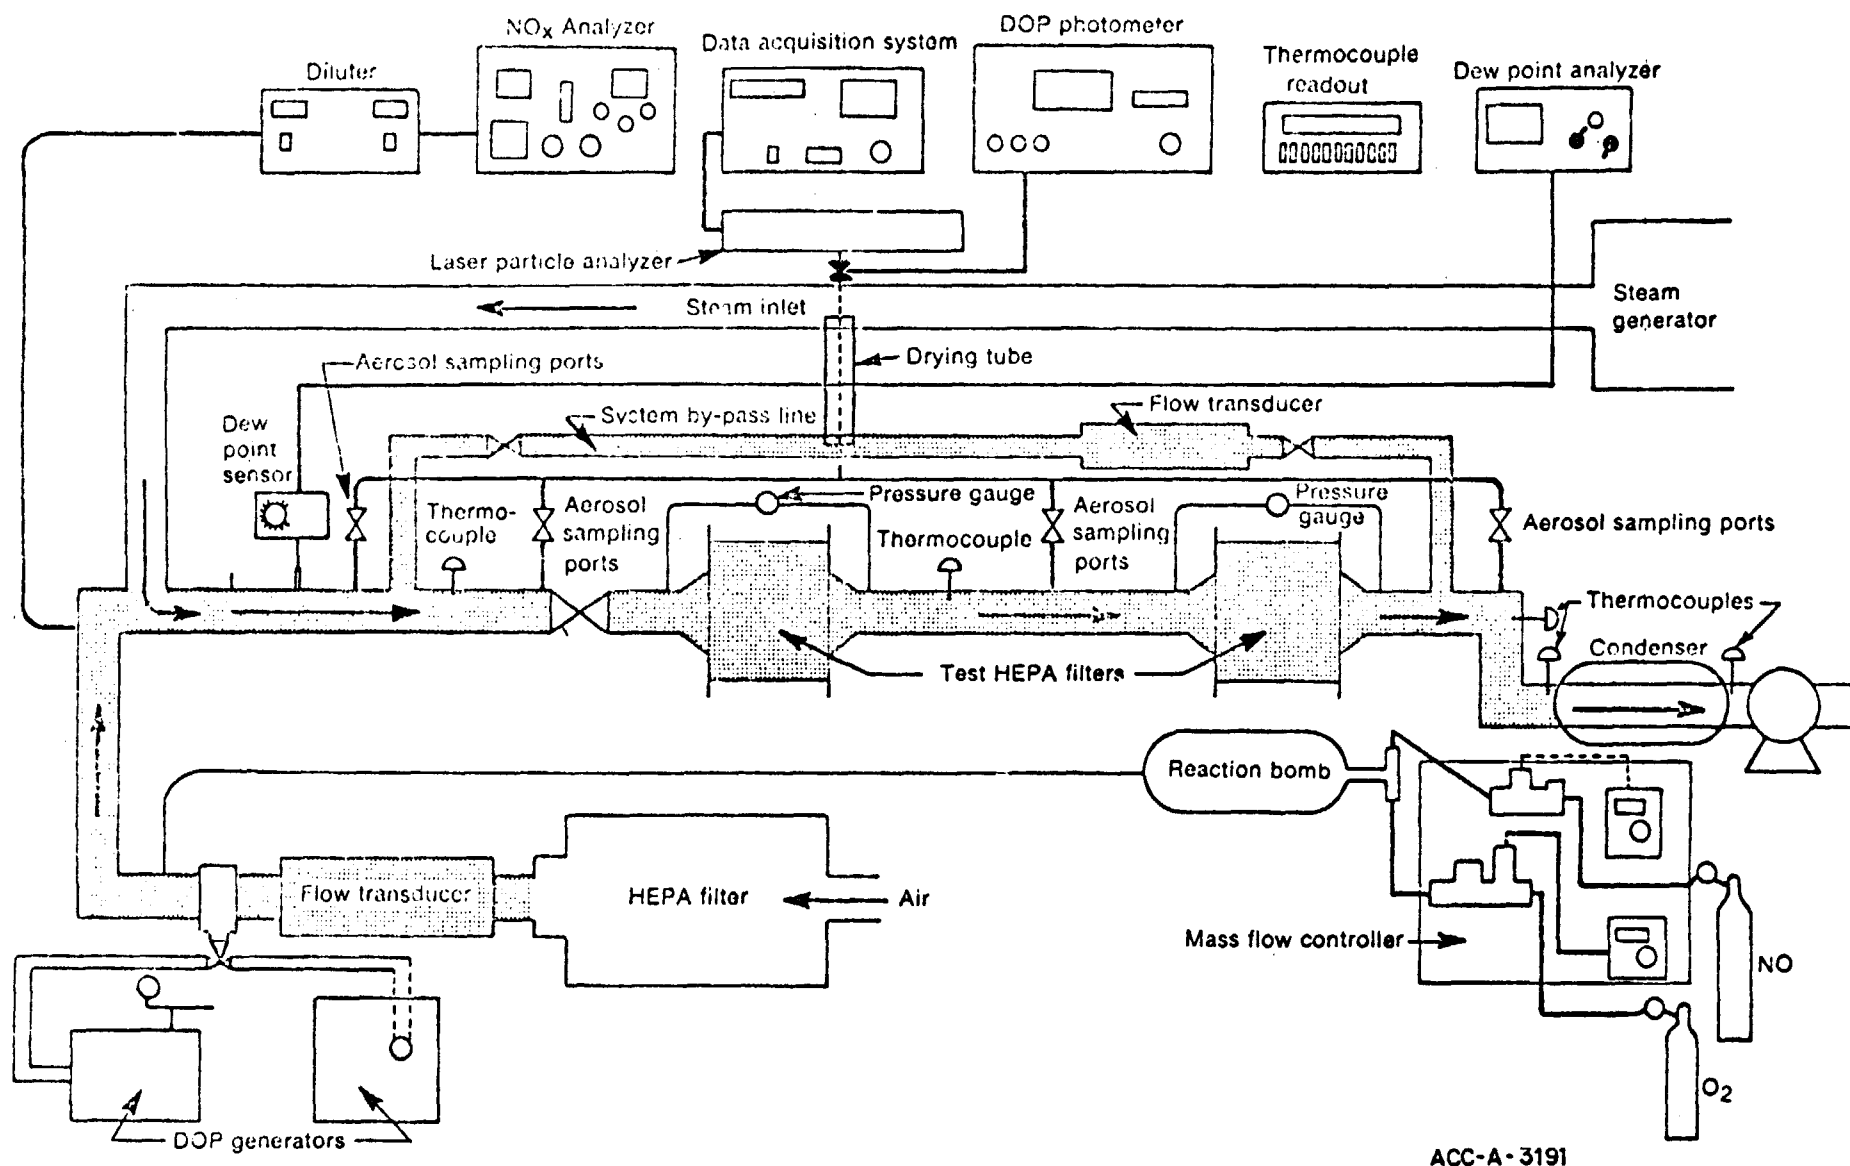 NOx Analyzer
Data acquisition system
DOP photometer
Thermocouple
readout
Dew point analyzer
Diluter
Laser particle analyzer
Steam inlet
Steam
generator
Aerosol sampling ports
Drying tube
System by-pass line
Flow transducer
Dew
point
sensor
Thermo-
couple
Aerosol
sampling
ports
Pressure gauge
Thermocouple
Aerosol
sampling
ports
Pressure
gauge
Aerosol sampling ports
Thermocouples
Condenser
Test HEPA filters
Reaction bomb
Flow transducer
HEPA filter
Air
Mass flow controller
NO
O2
DOP generators
ACC-A-3191